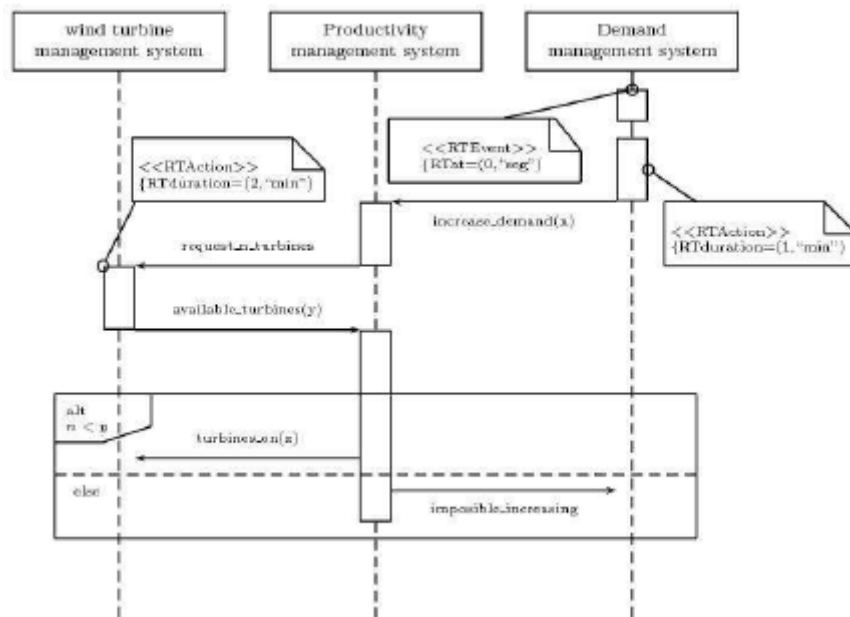 wind turbine
management system
Productivity
management system
Demand
management system
<<RTAction>>
{RTduration=(2,"min")
<<RTEvent>>
{RTat=(0,"seg")
increase_demand(x)
<<RTAction>>
{RTduration=(1,"min")
request_n_turbines
available_turbines(y)
alt
turbines_on(z)
else
imposible_increasing